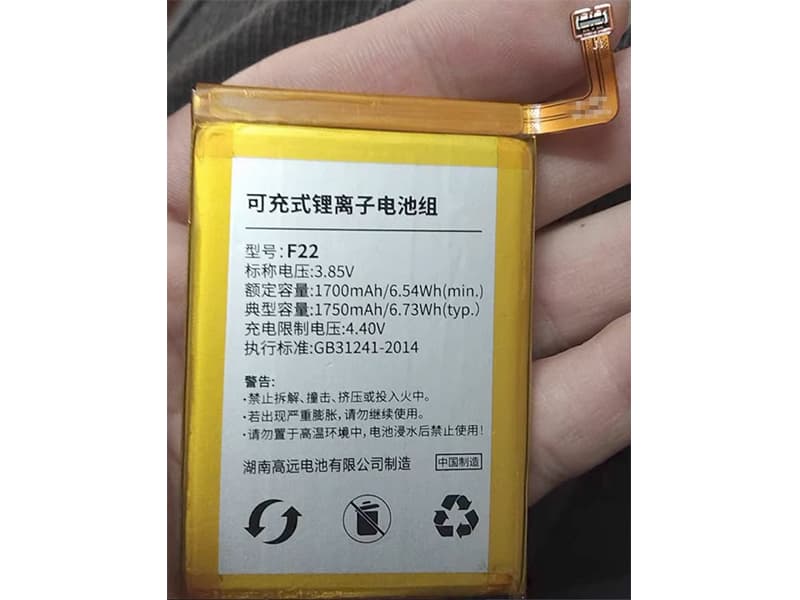 可充式锂离子电池组
型号:F22
标称电压:3.85V
额定容量:1700mAh/6.54Wh(min.)
典型容量:1750mAh/6.73Wh(typ.)
充电限制电压:4.40V
执行标准:GB31241-2014
警告:
·禁止拆解、撞击、挤压或投入火中。
·若出现严重膨胀,请勿继续使用。
·请勿置于高温环境中,电池浸水后禁止使用!
湖南高远电池有限公司制造 中国制造